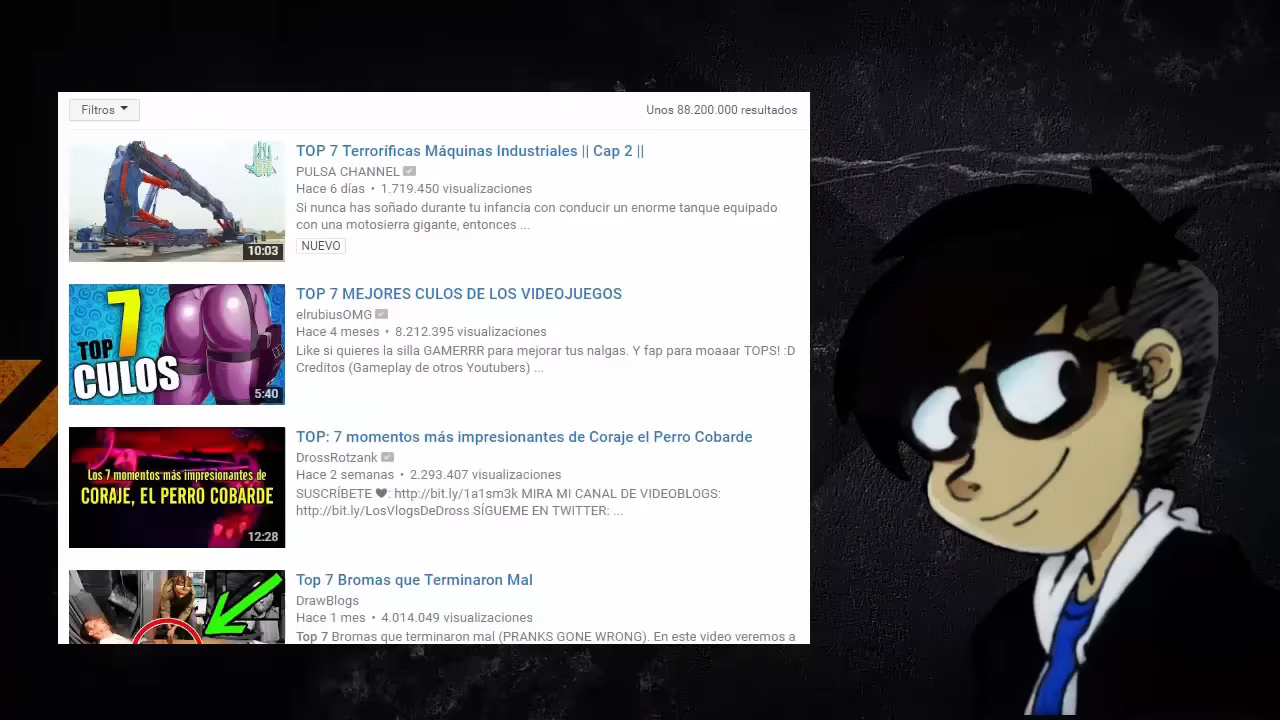 Filtros
Unos 88.200.000 resultados
TOP 7 Terroríficas Máquinas Industriales || Cap 2 ||
PULSA CHANNEL
Hace 6 días • 1.719.450 visualizaciones
Si nunca has soñado durante tu infancia con conducir un enorme tanque equipado
con una motosierra gigante, entonces ...
NUEVO
10:03
TOP 7 MEJORES CULOS DE LOS VIDEOJUEGOS
elrubiusOMG
Hace 4 meses • 8.212.395 visualizaciones
Like si quieres la silla GAMERRR para mejorar tus nalgas. Y fap para moaaar TOPS! :D
Creditos (Gameplay de otros Youtubers) ...
7
TOP
CULOS
5:40
TOP: 7 momentos más impresionantes de Coraje el Perro Cobarde
DrossRotzank
Hace 2 semanas • 2.293.407 visualizaciones
SUSCRÍBETE ❤: http://bit.ly/1a1sm3k MIRA MI CANAL DE VIDEOBLOGS:
http://bit.ly/LosVlogsDeDross SÍGUEME EN TWITTER: ...
Los 7 momentos más impresionantes de
CORAJE, EL PERRO COBARDE
12:28
Top 7 Bromas que Terminaron Mal
DrawBlogs
Hace 1 mes • 4.014.049 visualizaciones
Top 7 Bromas que terminaron mal (PRANKS GONE WRONG). En este video veremos a